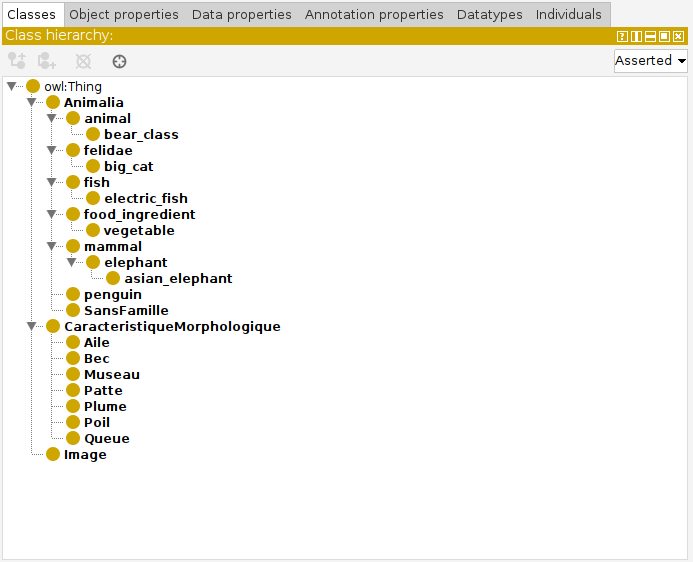 Classes Object properties Data properties Annotation properties Datatypes Individuals
Class hierarchy:
Asserted
owl:Thing
Animalia
animal
bear_class
felidae
big_cat
fish
electric_fish
food_ingredient
vegetable
mammal
elephant
asian_elephant
penguin
SansFamille
CaracteristiqueMorphologique
Aile
Bec
Museau
Patte
Plume
Poil
Queue
Image